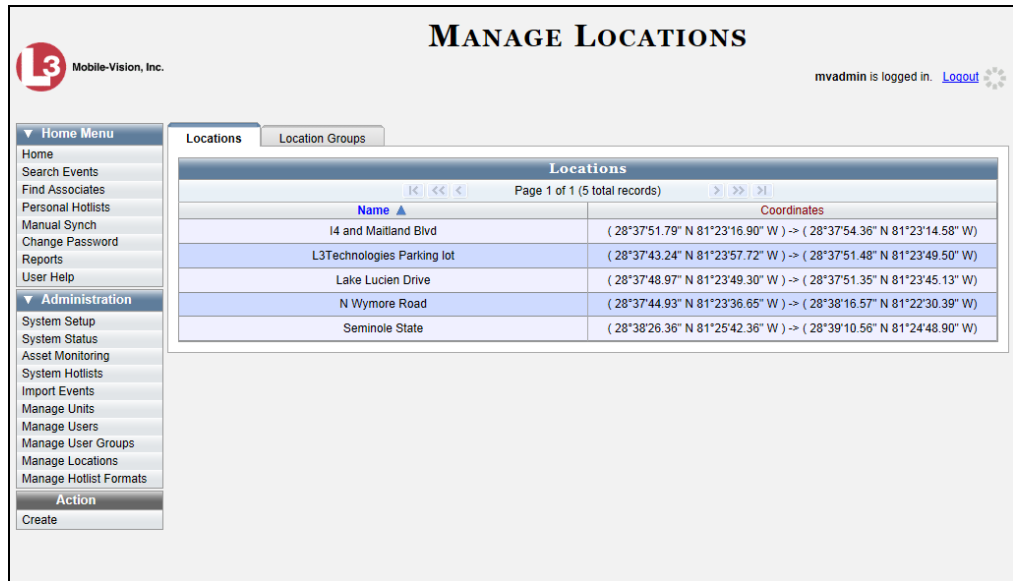 MANAGE LOCATIONS
L3 Mobile-Vision, Inc.
mvadmin is logged in. Logout
▼ Home Menu
Home
Search Events
Find Associates
Personal Hotlists
Manual Synch
Change Password
Reports
User Help
▼ Administration
System Setup
System Status
Asset Monitoring
System Hotlists
Import Events
Manage Units
Manage Users
Manage User Groups
Manage Locations
Manage Hotlist Formats
Action
Create
Locations Location Groups
Locations
Page 1 of 1 (5 total records)
Name ▲ Coordinates
I4 and Maitland Blvd ( 28°37'51.79" N 81°23'16.90" W ) -> ( 28°37'54.36" N 81°23'14.58" W)
L3Technologies Parking lot ( 28°37'43.24" N 81°23'57.72" W ) -> ( 28°37'51.48" N 81°23'49.50" W)
Lake Lucien Drive ( 28°37'48.97" N 81°23'49.30" W ) -> ( 28°37'51.35" N 81°23'45.13" W)
N Wymore Road ( 28°37'44.93" N 81°23'36.65" W ) -> ( 28°38'16.57" N 81°22'30.39" W)
Seminole State ( 28°38'26.36" N 81°25'42.36" W ) -> ( 28°39'10.56" N 81°24'48.90" W)